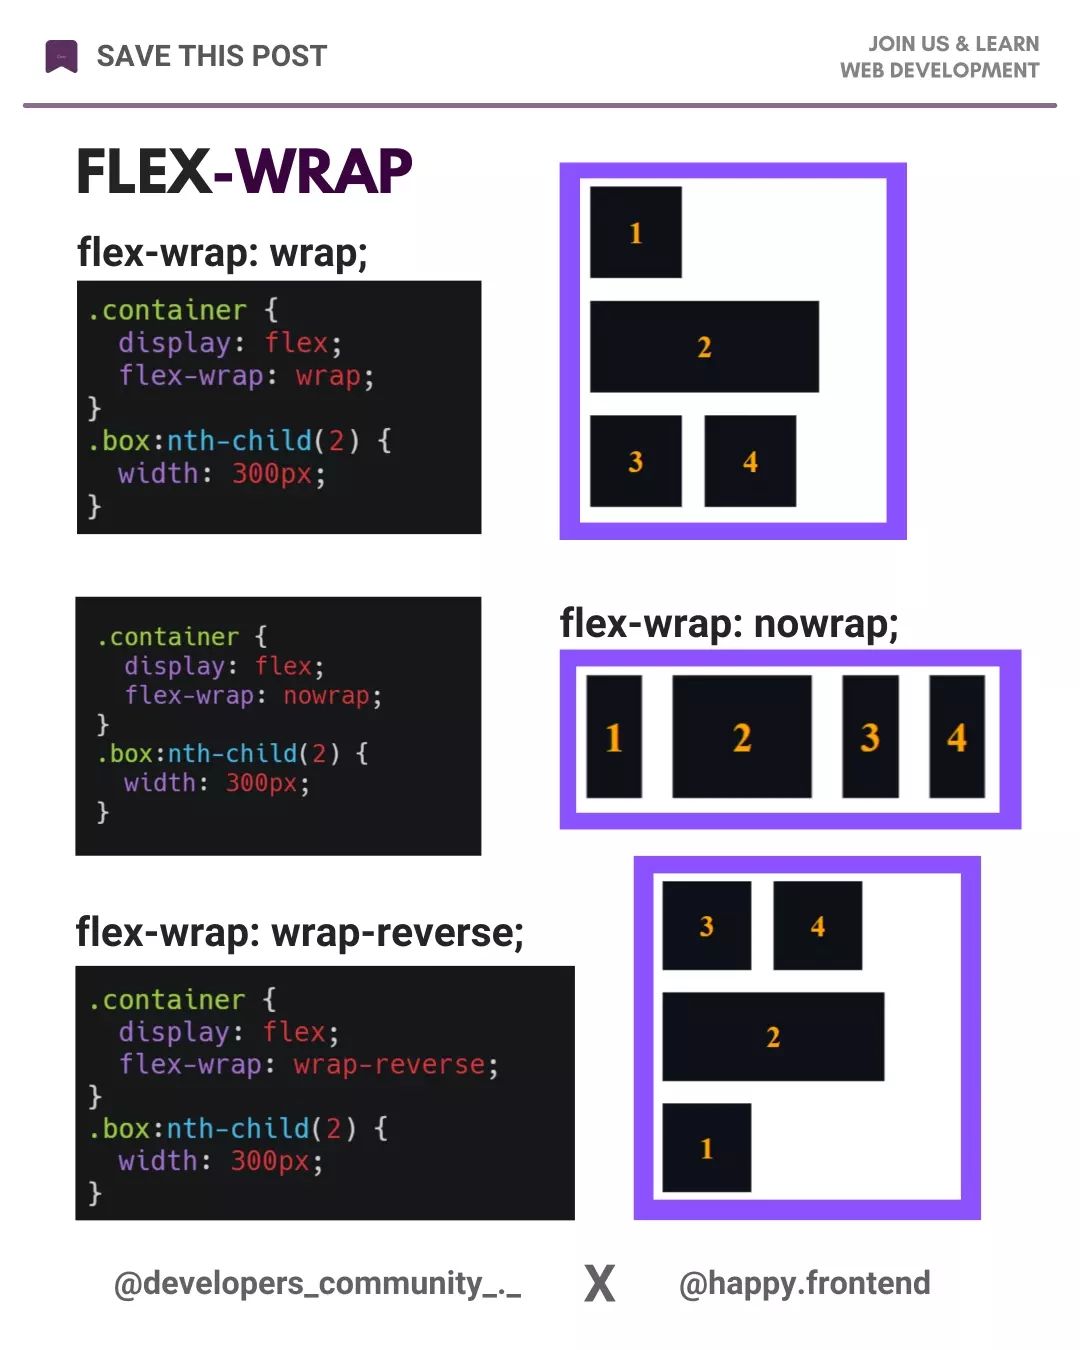 SAVE THIS POST
JOIN US & LEARN
WEB DEVELOPMENT
FLEX-WRAP
flex-wrap: wrap;
.container {
  display: flex;
  flex-wrap: wrap;
}
.box:nth-child(2) {
  width: 300px;
}
1
2
3 4
.container {
  display: flex;
  flex-wrap: nowrap;
}
.box:nth-child(2) {
  width: 300px;
}
flex-wrap: nowrap;
1 2 3 4
flex-wrap: wrap-reverse;
.container {
  display: flex;
  flex-wrap: wrap-reverse;
}
.box:nth-child(2) {
  width: 300px;
}
3 4
2
1
@developers_community_._ X @happy.frontend